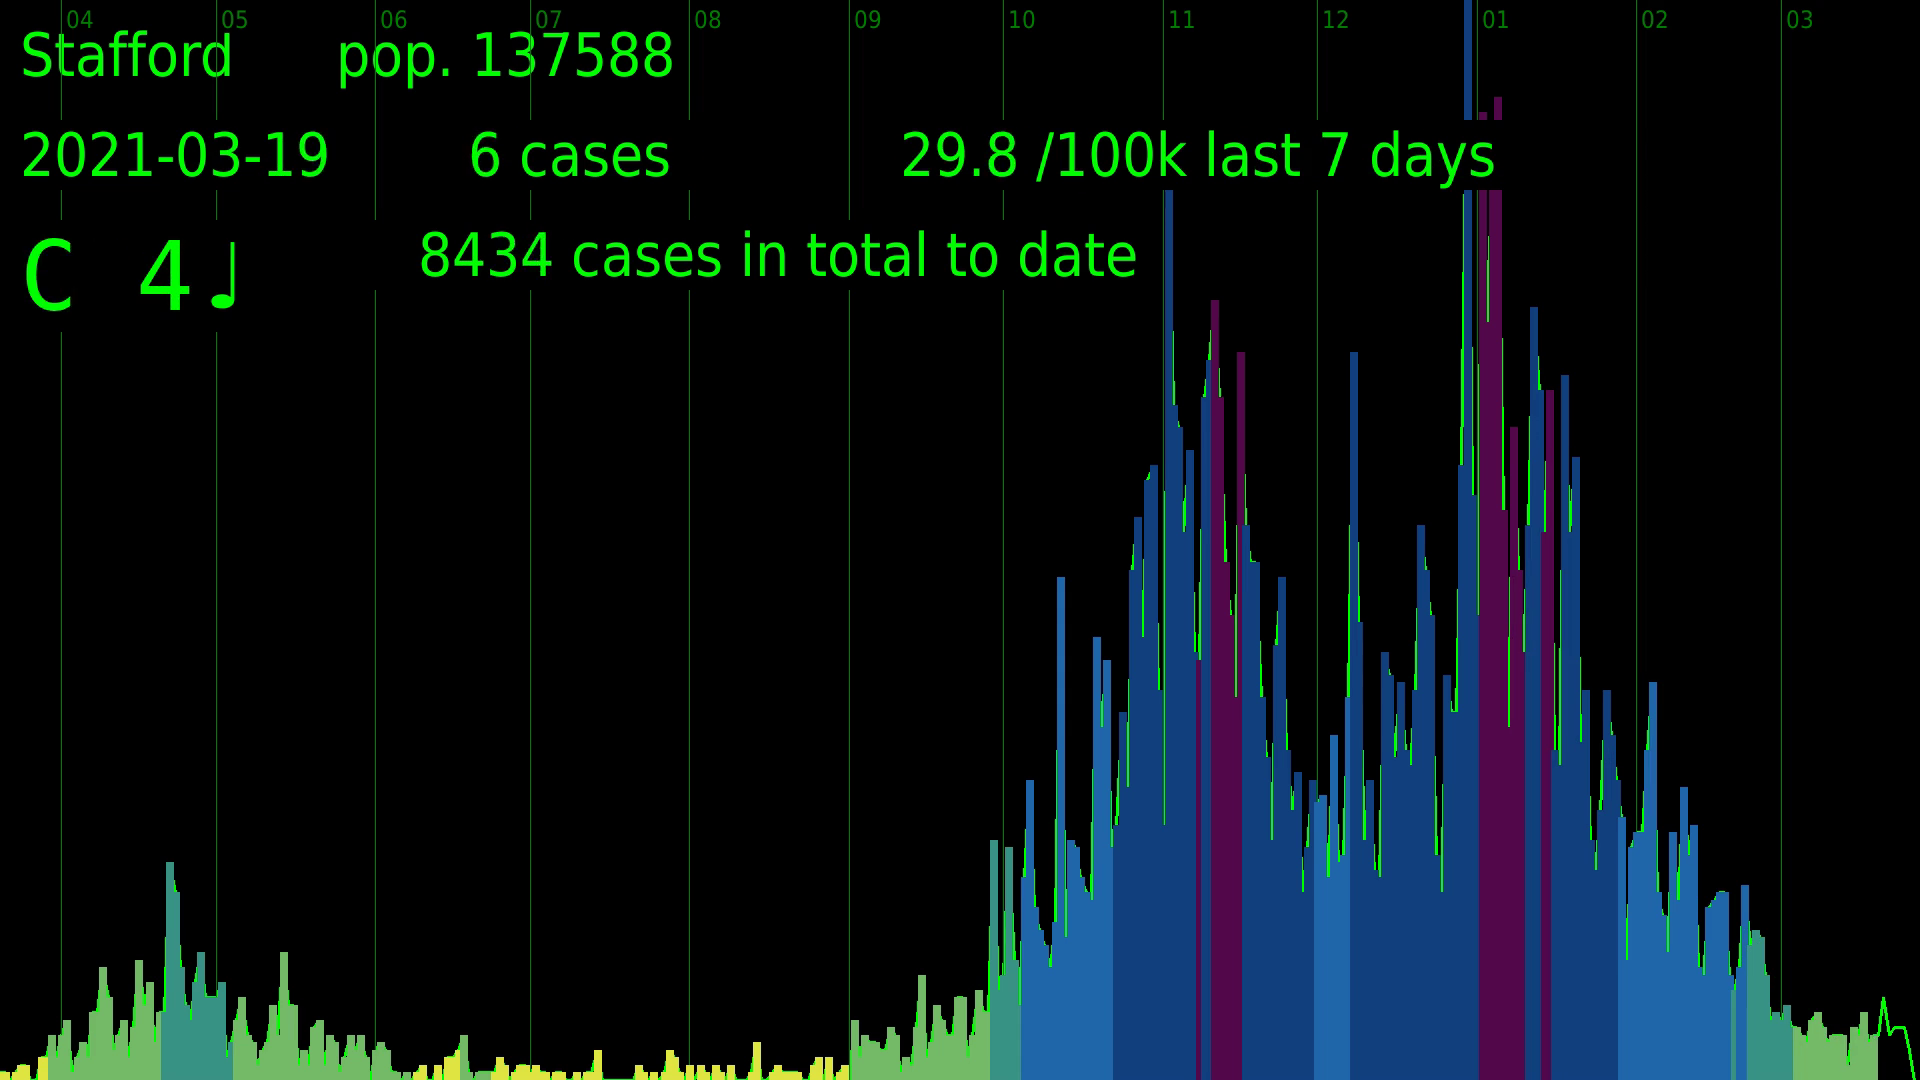 04 05 06 07 08 09 10 11 12 01 02 03
Stafford pop. 137588
2021-03-19 6 cases 29.8 /100k last 7 days
C 4♩ 8434 cases in total to date